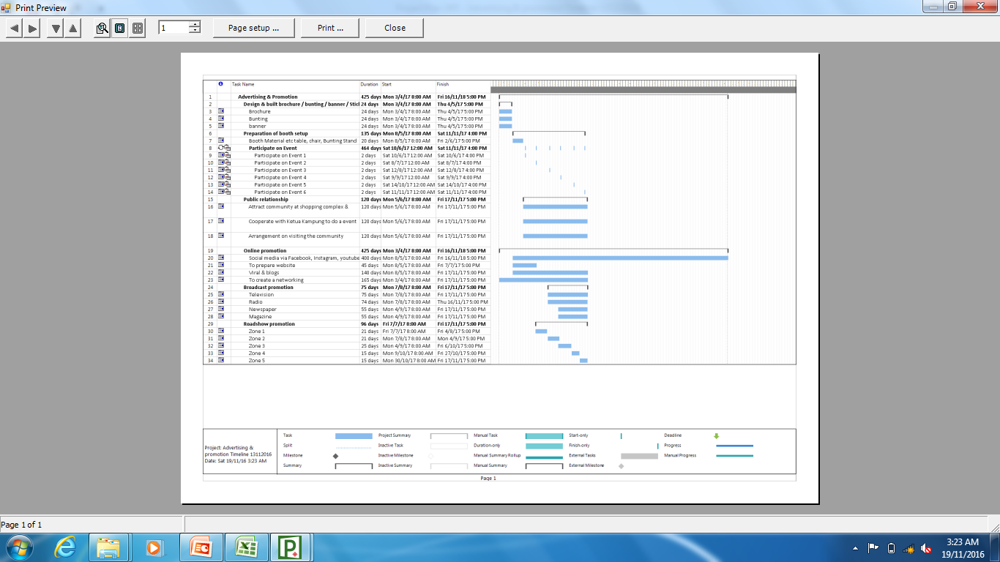 Print Preview
1 Page setup ... Print ... Close
Task Name Duration Start Finish
1 Advertising & Promotion 425 days Mon 3/4/17 8:00 AM Fri 16/11/18 5:00 PM
2 Design & built brochure / bunting / banner / Sticl 24 days Mon 3/4/17 8:00 AM Thu 4/5/17 5:00 PM
3 Brochure 24 days Mon 3/4/17 8:00 AM Thu 4/5/17 5:00 PM
4 Bunting 24 days Mon 3/4/17 8:00 AM Thu 4/5/17 5:00 PM
5 banner 24 days Mon 3/4/17 8:00 AM Thu 4/5/17 5:00 PM
6 Preparation of booth setup 135 days Mon 8/5/17 8:00 AM Sat 11/11/17 4:00 PM
7 Booth Material etc table, chair, Bunting Stand 20 days Mon 8/5/17 8:00 AM Fri 2/6/17 5:00 PM
8 Participate on Event 464 days Sat 10/6/17 12:00 AM Sat 11/11/17 4:00 PM
9 Participate on Event 1 2 days Sat 10/6/17 12:00 AM Sat 10/6/17 4:00 PM
10 Participate on Event 2 2 days Sat 8/7/17 12:00 AM Sat 8/7/17 4:00 PM
11 Participate on Event 3 2 days Sat 12/8/17 12:00 AM Sat 12/8/17 4:00 PM
12 Participate on Event 4 2 days Sat 9/9/17 12:00 AM Sat 9/9/17 4:00 PM
13 Participate on Event 5 2 days Sat 14/10/17 12:00 AM Sat 14/10/17 4:00 PM
14 Participate on Event 6 2 days Sat 11/11/17 12:00 AM Sat 11/11/17 4:00 PM
15 Public relationship 120 days Mon 5/6/17 8:00 AM Fri 17/11/17 5:00 PM
16 Attract community at shopping complex & 120 days Mon 5/6/17 8:00 AM Fri 17/11/17 5:00 PM
17 Cooperate with Ketua Kampung to do a event 120 days Mon 5/6/17 8:00 AM Fri 17/11/17 5:00 PM
18 Arrangement on visiting the community 120 days Mon 5/6/17 8:00 AM Fri 17/11/17 5:00 PM
19 Online promotion 425 days Mon 3/4/17 8:00 AM Fri 16/11/18 5:00 PM
20 Social media via Facebook, Instagram, youtube 400 days Mon 8/5/17 8:00 AM Fri 16/11/18 5:00 PM
21 To prepare website 45 days Mon 8/5/17 8:00 AM Fri 7/7/17 5:00 PM
22 Viral & blogs 140 days Mon 8/5/17 8:00 AM Fri 17/11/17 5:00 PM
23 To create a networking 165 days Mon 3/4/17 8:00 AM Fri 17/11/17 5:00 PM
24 Broadcast promotion 75 days Mon 7/8/17 8:00 AM Fri 17/11/17 5:00 PM
25 Television 75 days Mon 7/8/17 8:00 AM Fri 17/11/17 5:00 PM
26 Radio 74 days Mon 7/8/17 8:00 AM Thu 16/11/17 5:00 PM
27 Newspaper 55 days Mon 4/9/17 8:00 AM Fri 17/11/17 5:00 PM
28 Magazine 55 days Mon 4/9/17 8:00 AM Fri 17/11/17 5:00 PM
29 Roadshow promotion 96 days Fri 7/7/17 8:00 AM Fri 17/11/17 5:00 PM
30 Zone 1 21 days Fri 7/7/17 8:00 AM Fri 4/8/17 5:00 PM
31 Zone 2 21 days Mon 7/8/17 8:00 AM Mon 4/9/17 5:00 PM
32 Zone 3 25 days Mon 4/9/17 8:00 AM Fri 6/10/17 5:00 PM
33 Zone 4 15 days Mon 9/10/17 8:00 AM Fri 27/10/17 5:00 PM
34 Zone 5 15 days Mon 30/10/17 8:00 AM Fri 17/11/17 5:00 PM
Project: Advertising &
promotion Timeline 13112016
Date: Sat 19/11/16 3:23 AM
Task Project Summary Manual Task Start-only Deadline
Split Inactive Task Duration-only Finish-only Progress
Milestone Inactive Milestone Manual Summary Rollup External Tasks Manual Progress
Summary Inactive Summary Manual Summary External Milestone
Page 1
Page 1 of 1
3:23 AM
19/11/2016